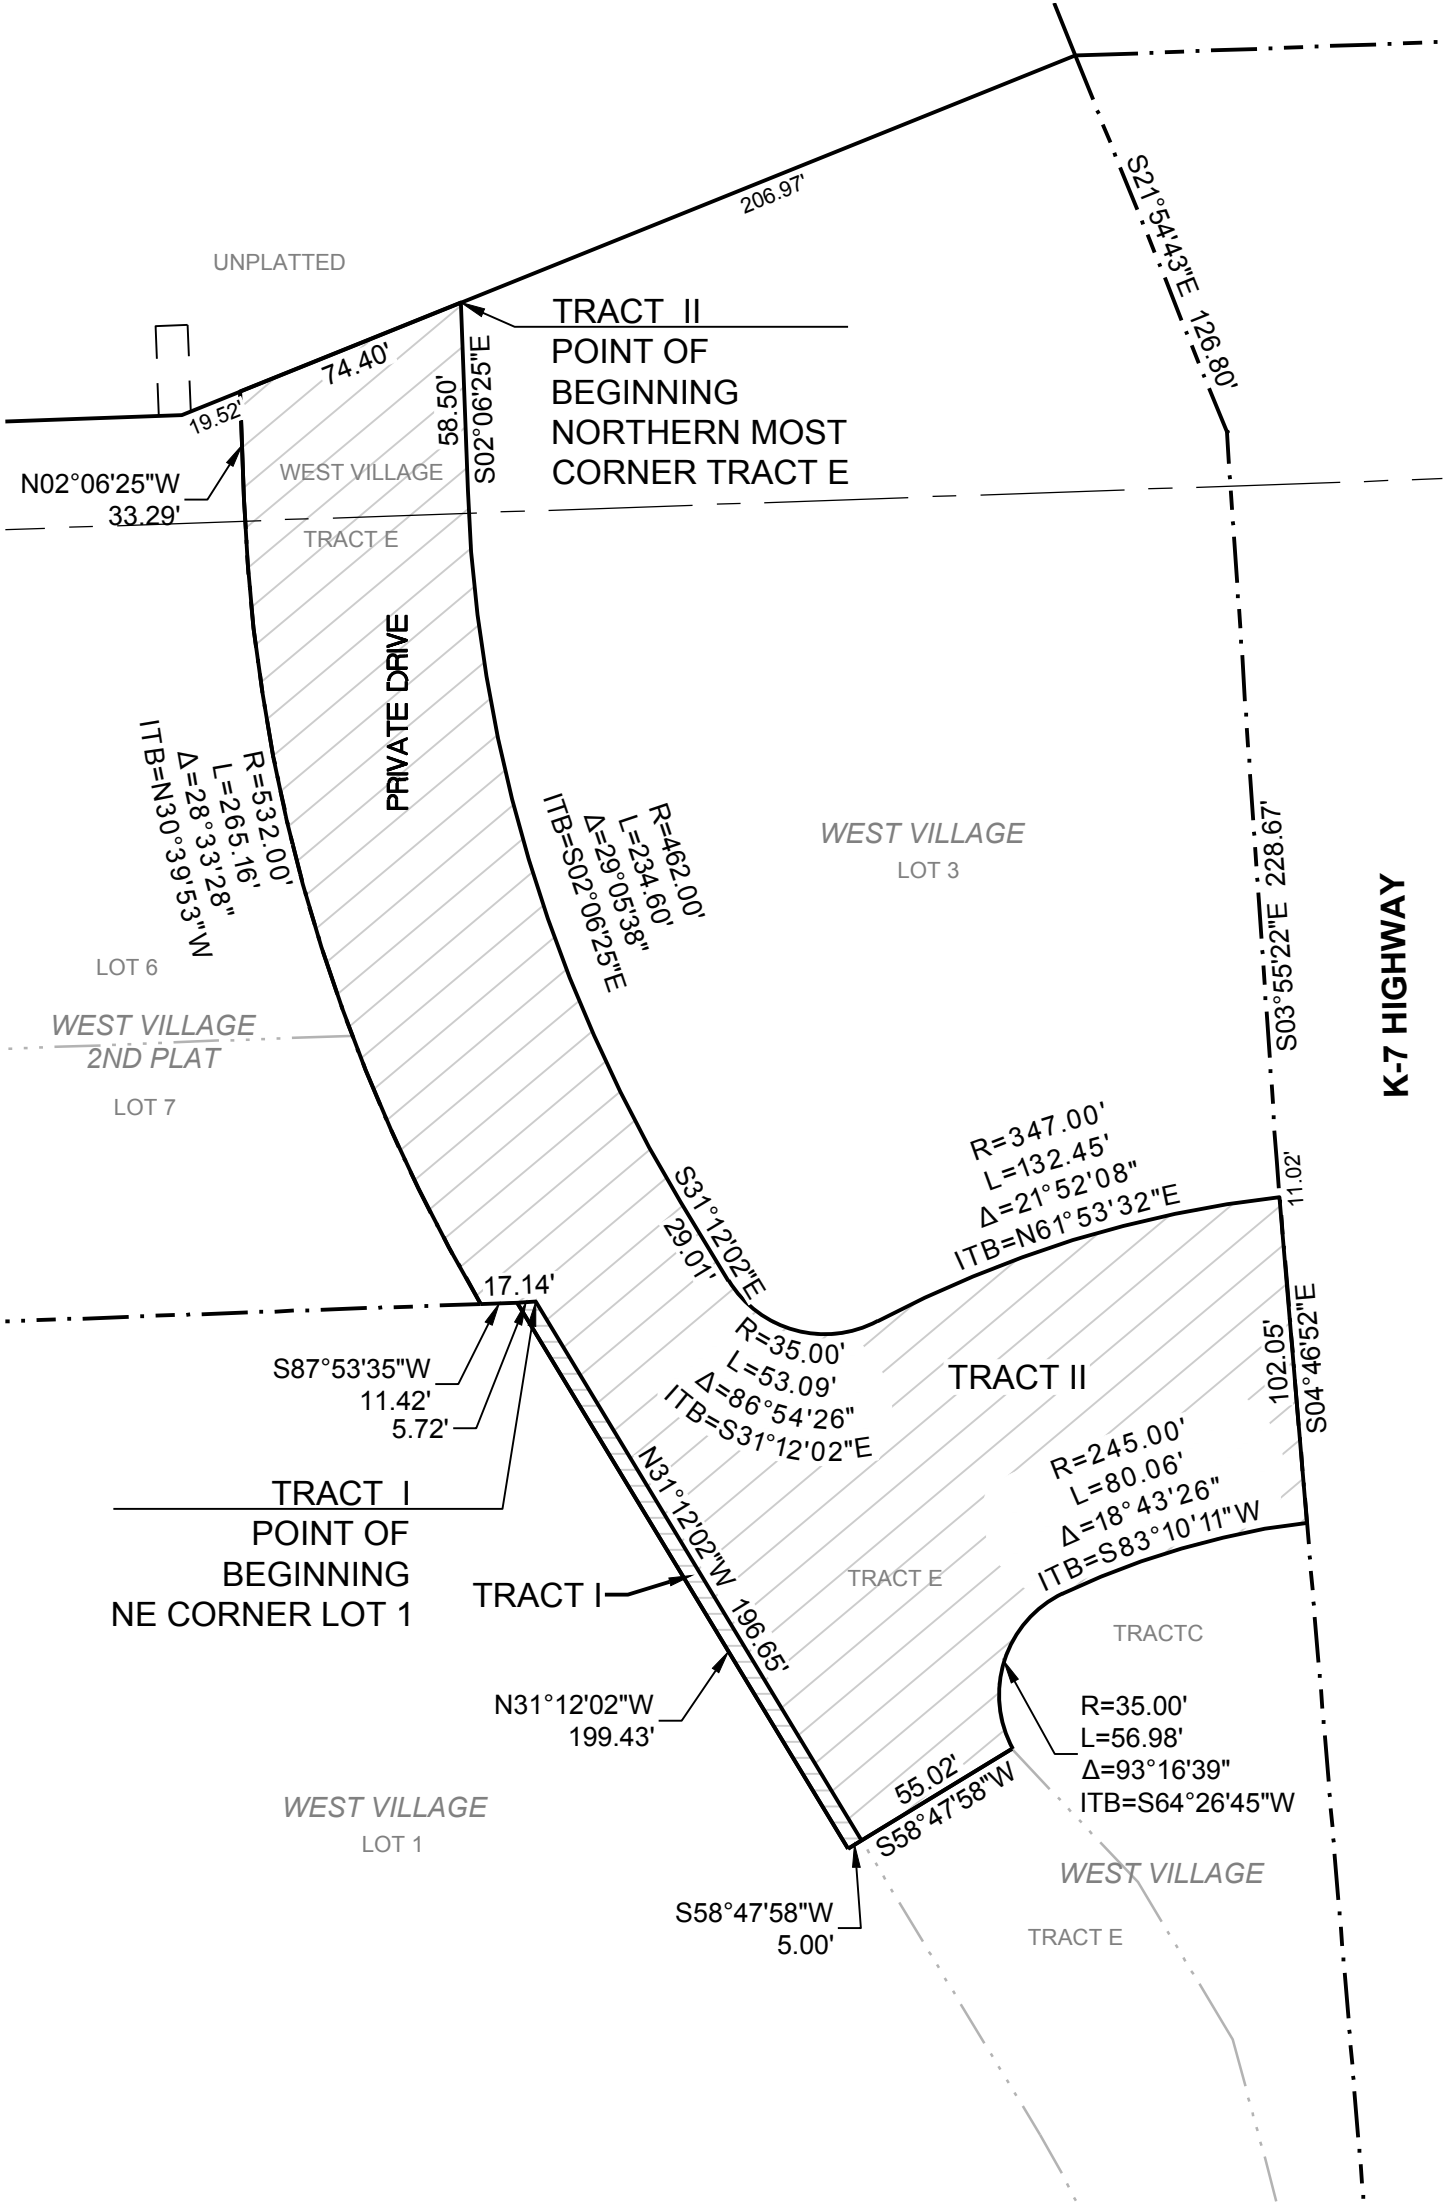 S21°54'43"E 126.80'
206.97'
UNPLATTED
TRACT II
POINT OF
BEGINNING
NORTHERN MOST
CORNER TRACT E
74.40'
19.52'
58.50'
S02°06'25"E
N02°06'25"W
33.29'
WEST VILLAGE
TRACT E
PRIVATE DRIVE
R=532.00'
L=265.16'
Δ=28°33'28"
ITB=N30°39'53"W
R=462.00'
L=234.60'
Δ=29°05'38"
ITB=S02°06'25"E
WEST VILLAGE
LOT 3
S03°55'22"E 228.67'
K-7 HIGHWAY
LOT 6
WEST VILLAGE
2ND PLAT
LOT 7
R=347.00'
L=132.45'
Δ=21°52'08"
ITB=N61°53'32"E
11.02'
S31°12'02"E
29.01'
17.14'
S87°53'35"W
11.42'
5.72'
R=35.00'
L=53.09'
Δ=86°54'26"
ITB=S31°12'02"E
TRACT II
102.05'
S04°46'52"E
R=245.00'
L=80.06'
Δ=18°43'26"
ITB=S83°10'11"W
TRACT I
POINT OF
BEGINNING
NE CORNER LOT 1
N31°12'02"W 196.65'
TRACT I
TRACT E
TRACTC
N31°12'02"W
199.43'
R=35.00'
L=56.98'
Δ=93°16'39"
ITB=S64°26'45"W
55.02'
S58°47'58"W
WEST VILLAGE
LOT 1
WEST VILLAGE
TRACT E
S58°47'58"W
5.00'